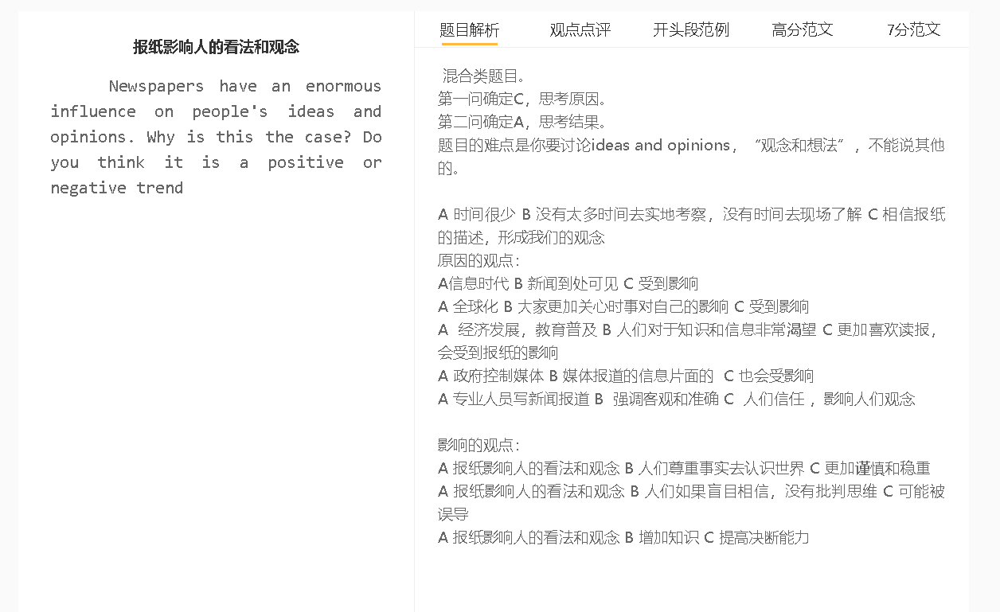 报纸影响人的看法和观念
Newspapers have an enormous
influence on people's ideas and
opinions. Why is this the case? Do
you think it is a positive or
negative trend
题目解析 观点点评 开头段范例 高分范文 7分范文
混合类题目。
第一问确定C，思考原因。
第二问确定A，思考结果。
题目的难点是你要讨论ideas and opinions，“观念和想法”，不能说其他
的。
A 时间很少 B 没有太多时间去实地考察，没有时间去现场了解 C 相信报纸
的描述，形成我们的观念
原因的观点：
A信息时代 B 新闻到处可见 C 受到影响
A 全球化 B 大家更加关心时事对自己的影响 C 受到影响
A 经济发展，教育普及 B 人们对于知识和信息非常渴望 C 更加喜欢读报，
会受到报纸的影响
A 政府控制媒体 B 媒体报道的信息片面的 C 也会受影响
A 专业人员写新闻报道 B 强调客观和准确 C 人们信任 ，影响人们观念
影响的观点：
A 报纸影响人的看法和观念 B 人们尊重事实去认识世界 C 更加谨慎和稳重
A 报纸影响人的看法和观念 B 人们如果盲目相信，没有批判思维 C 可能被
误导
A 报纸影响人的看法和观念 B 增加知识 C 提高决断能力